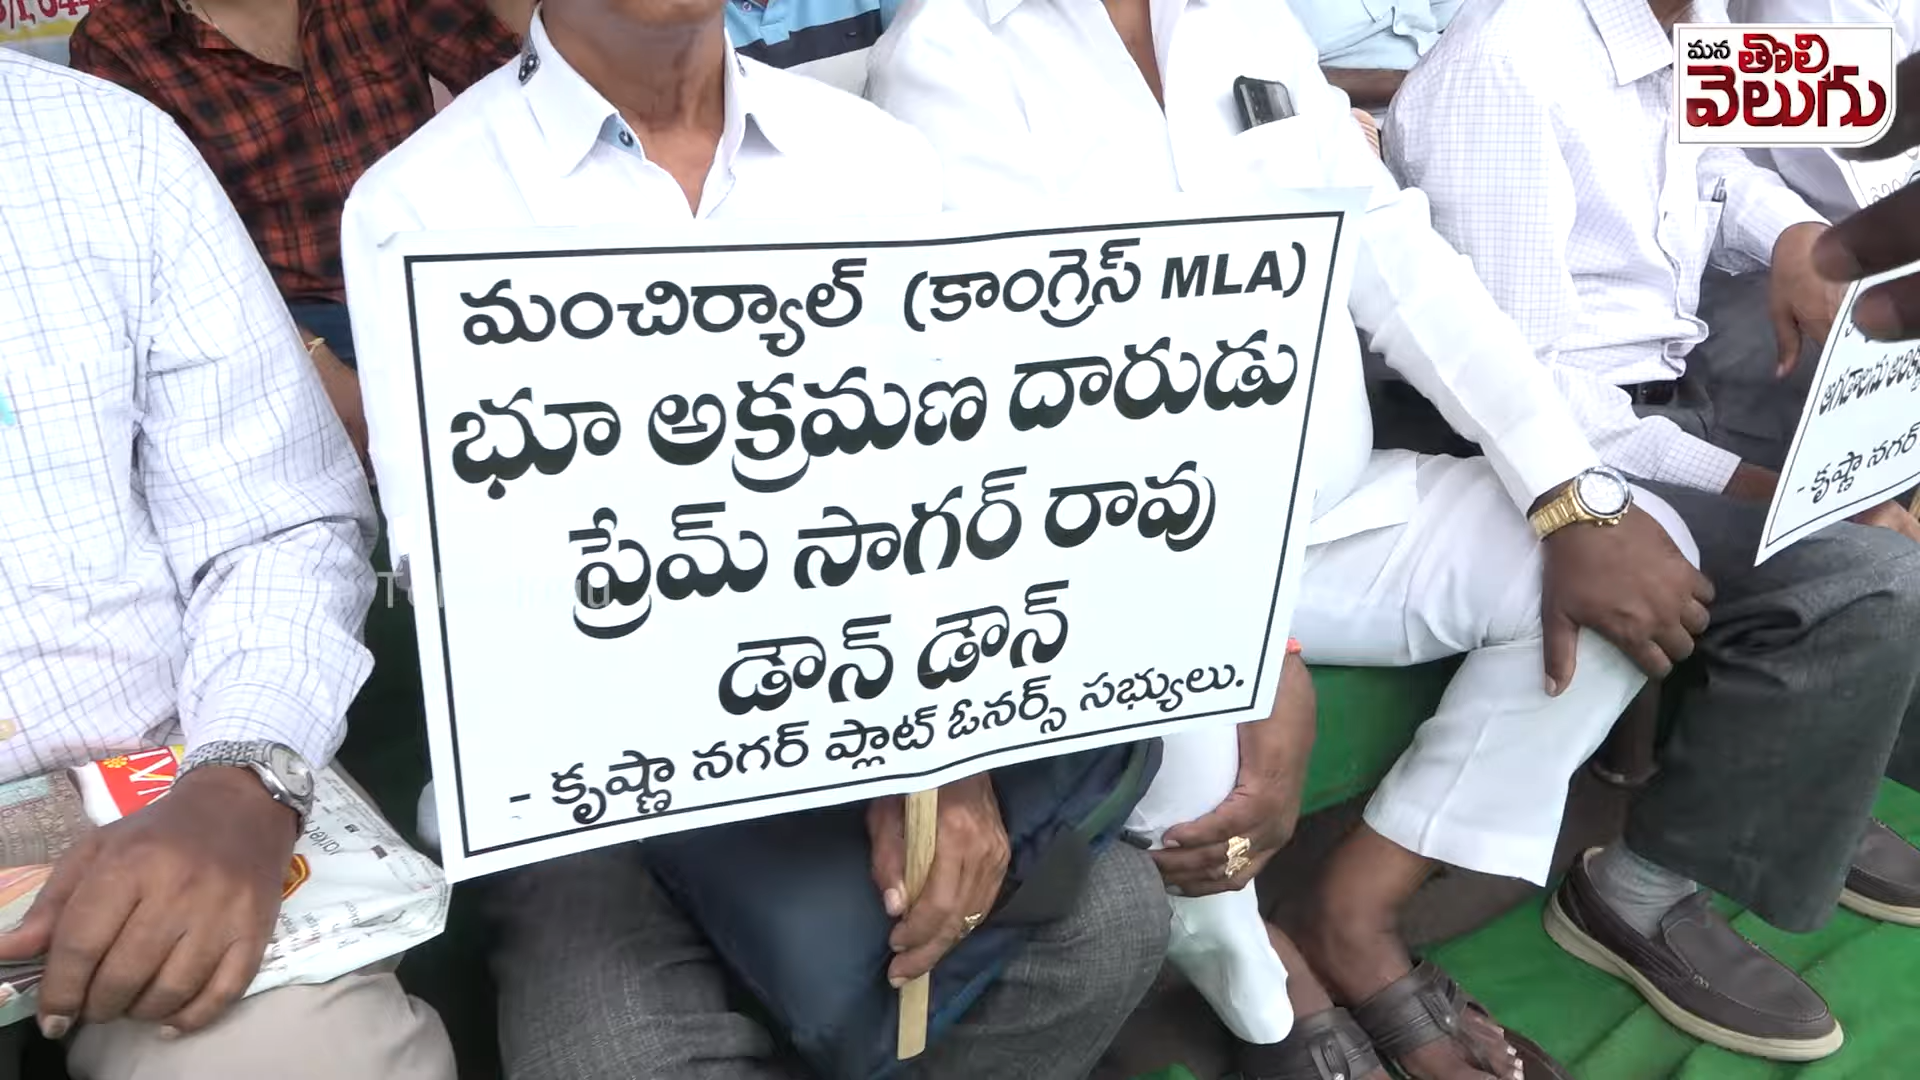 మన
తొలి
వెలుగు
మంచిర్యాల్ (కాంగ్రెస్ MLA)
భూ అక్రమణ దారుడు
ప్రేమ్ సాగర్ రావు
డౌన్ డౌన్
- కృష్ణా నగర్ ప్లాట్ ఓనర్స్ సభ్యులు.
- కృష్ణా నగర్